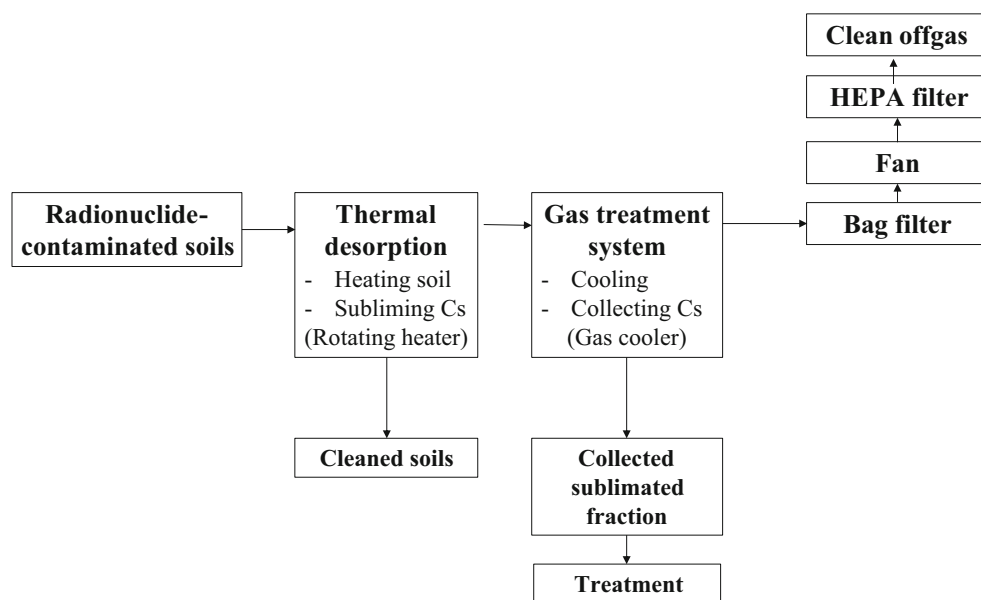 Clean offgas
HEPA filter
Fan
Bag filter
Radionuclide-
contaminated soils
Thermal
desorption
- Heating soil
- Subliming Cs
(Rotating heater)
Gas treatment
system
- Cooling
- Collecting Cs
(Gas cooler)
Cleaned soils
Collected
sublimated
fraction
Treatment